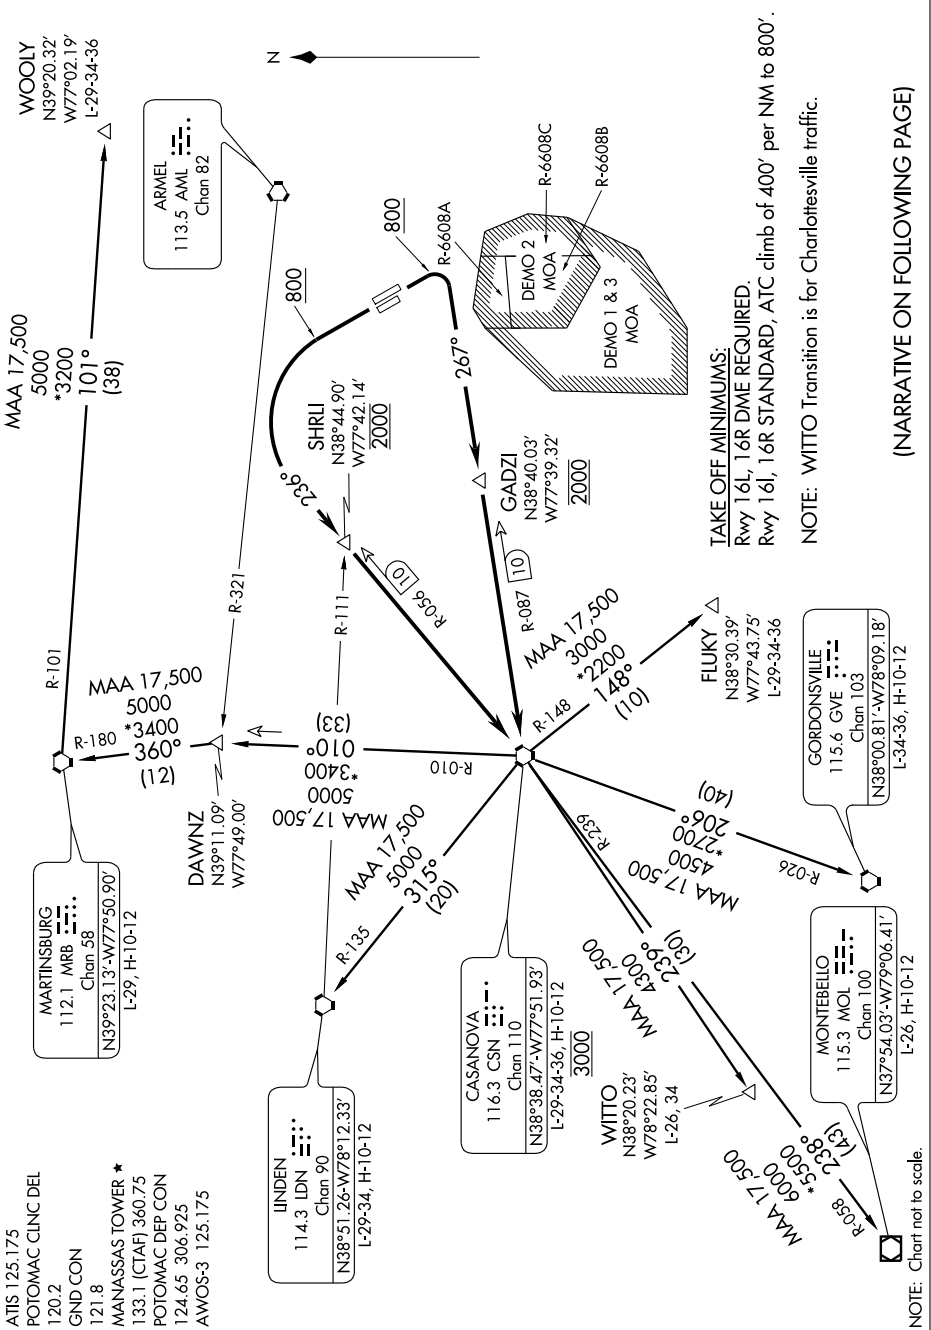 ATIS 125.175
POTOMAC CLNC DEL
120.2
GND CON
121.8
MANASSAS TOWER ★
133.1 (CTAF) 360.75
POTOMAC DEP CON
124.65 306.925
AWOS-3 125.175
MARTINSBURG
112.1 MRB
Chan 58
N39°23.13'-W77°50.90'
L-29, H-10-12
R-101
MAA 17,500
5000
*3200
101°
(38)
WOOLY
N39°20.32'
W77°02.19'
L-29-34-36
ARMEL
113.5 AML
Chan 82
R-321
R-180
MAA 17,500
5000
*3400
360°
(12)
DAWNZ
N39°11.09'
W77°49.00'
LINDEN
114.3 LDN
Chan 90
N38°51.26-W78°12.33'
L-29-34, H-10-12
R-111
R-135
MAA 17,500
5000
315°
(20)
MAA 17,500
5000
*3400
010°
(33)
R-010
N
800
800
236°
SHRLI
N38°44.90'
W77°42.14'
2000
10
R-056
267°
GADZI
N38°40.03'
W77°39.32'
2000
10
R-087
R-6608A
R-6608C
R-6608B
DEMO 2
MOA
DEMO 1 & 3
MOA
CASANOVA
116.3 CSN
Chan 110
N38°38.47'-W77°51.93'
L-29-34-36, H-10-12
3000
R-148
MAA 17,500
3000
*2200
148°
(10)
FLUKY
N38°30.39'
W77°43.75'
L-29-34-36
R-239
MAA 17,500
4300
239°
(30)
WITTO
N38°20.23'
W78°22.85'
L-26, 34
MAA 17,500
4500
*2700
206°
(40)
R-026
GORDONSVILLE
115.6 GVE
Chan 103
N38°00.81'-W78°09.18'
L-34-36, H-10-12
MONTEBELLO
115.3 MOL
Chan 100
N37°54.03'-W79°06.41'
L-26, H-10-12
MAA 17,500
6000
*5500
238°
(43)
R-058
TAKE OFF MINIMUMS:
Rwy 16L, 16R DME REQUIRED.
Rwy 16l, 16R STANDARD, ATC climb of 400' per NM to 800'.
NOTE: WITTO Transition is for Charlottesville traffic.
(NARRATIVE ON FOLLOWING PAGE)
NOTE: Chart not to scale.